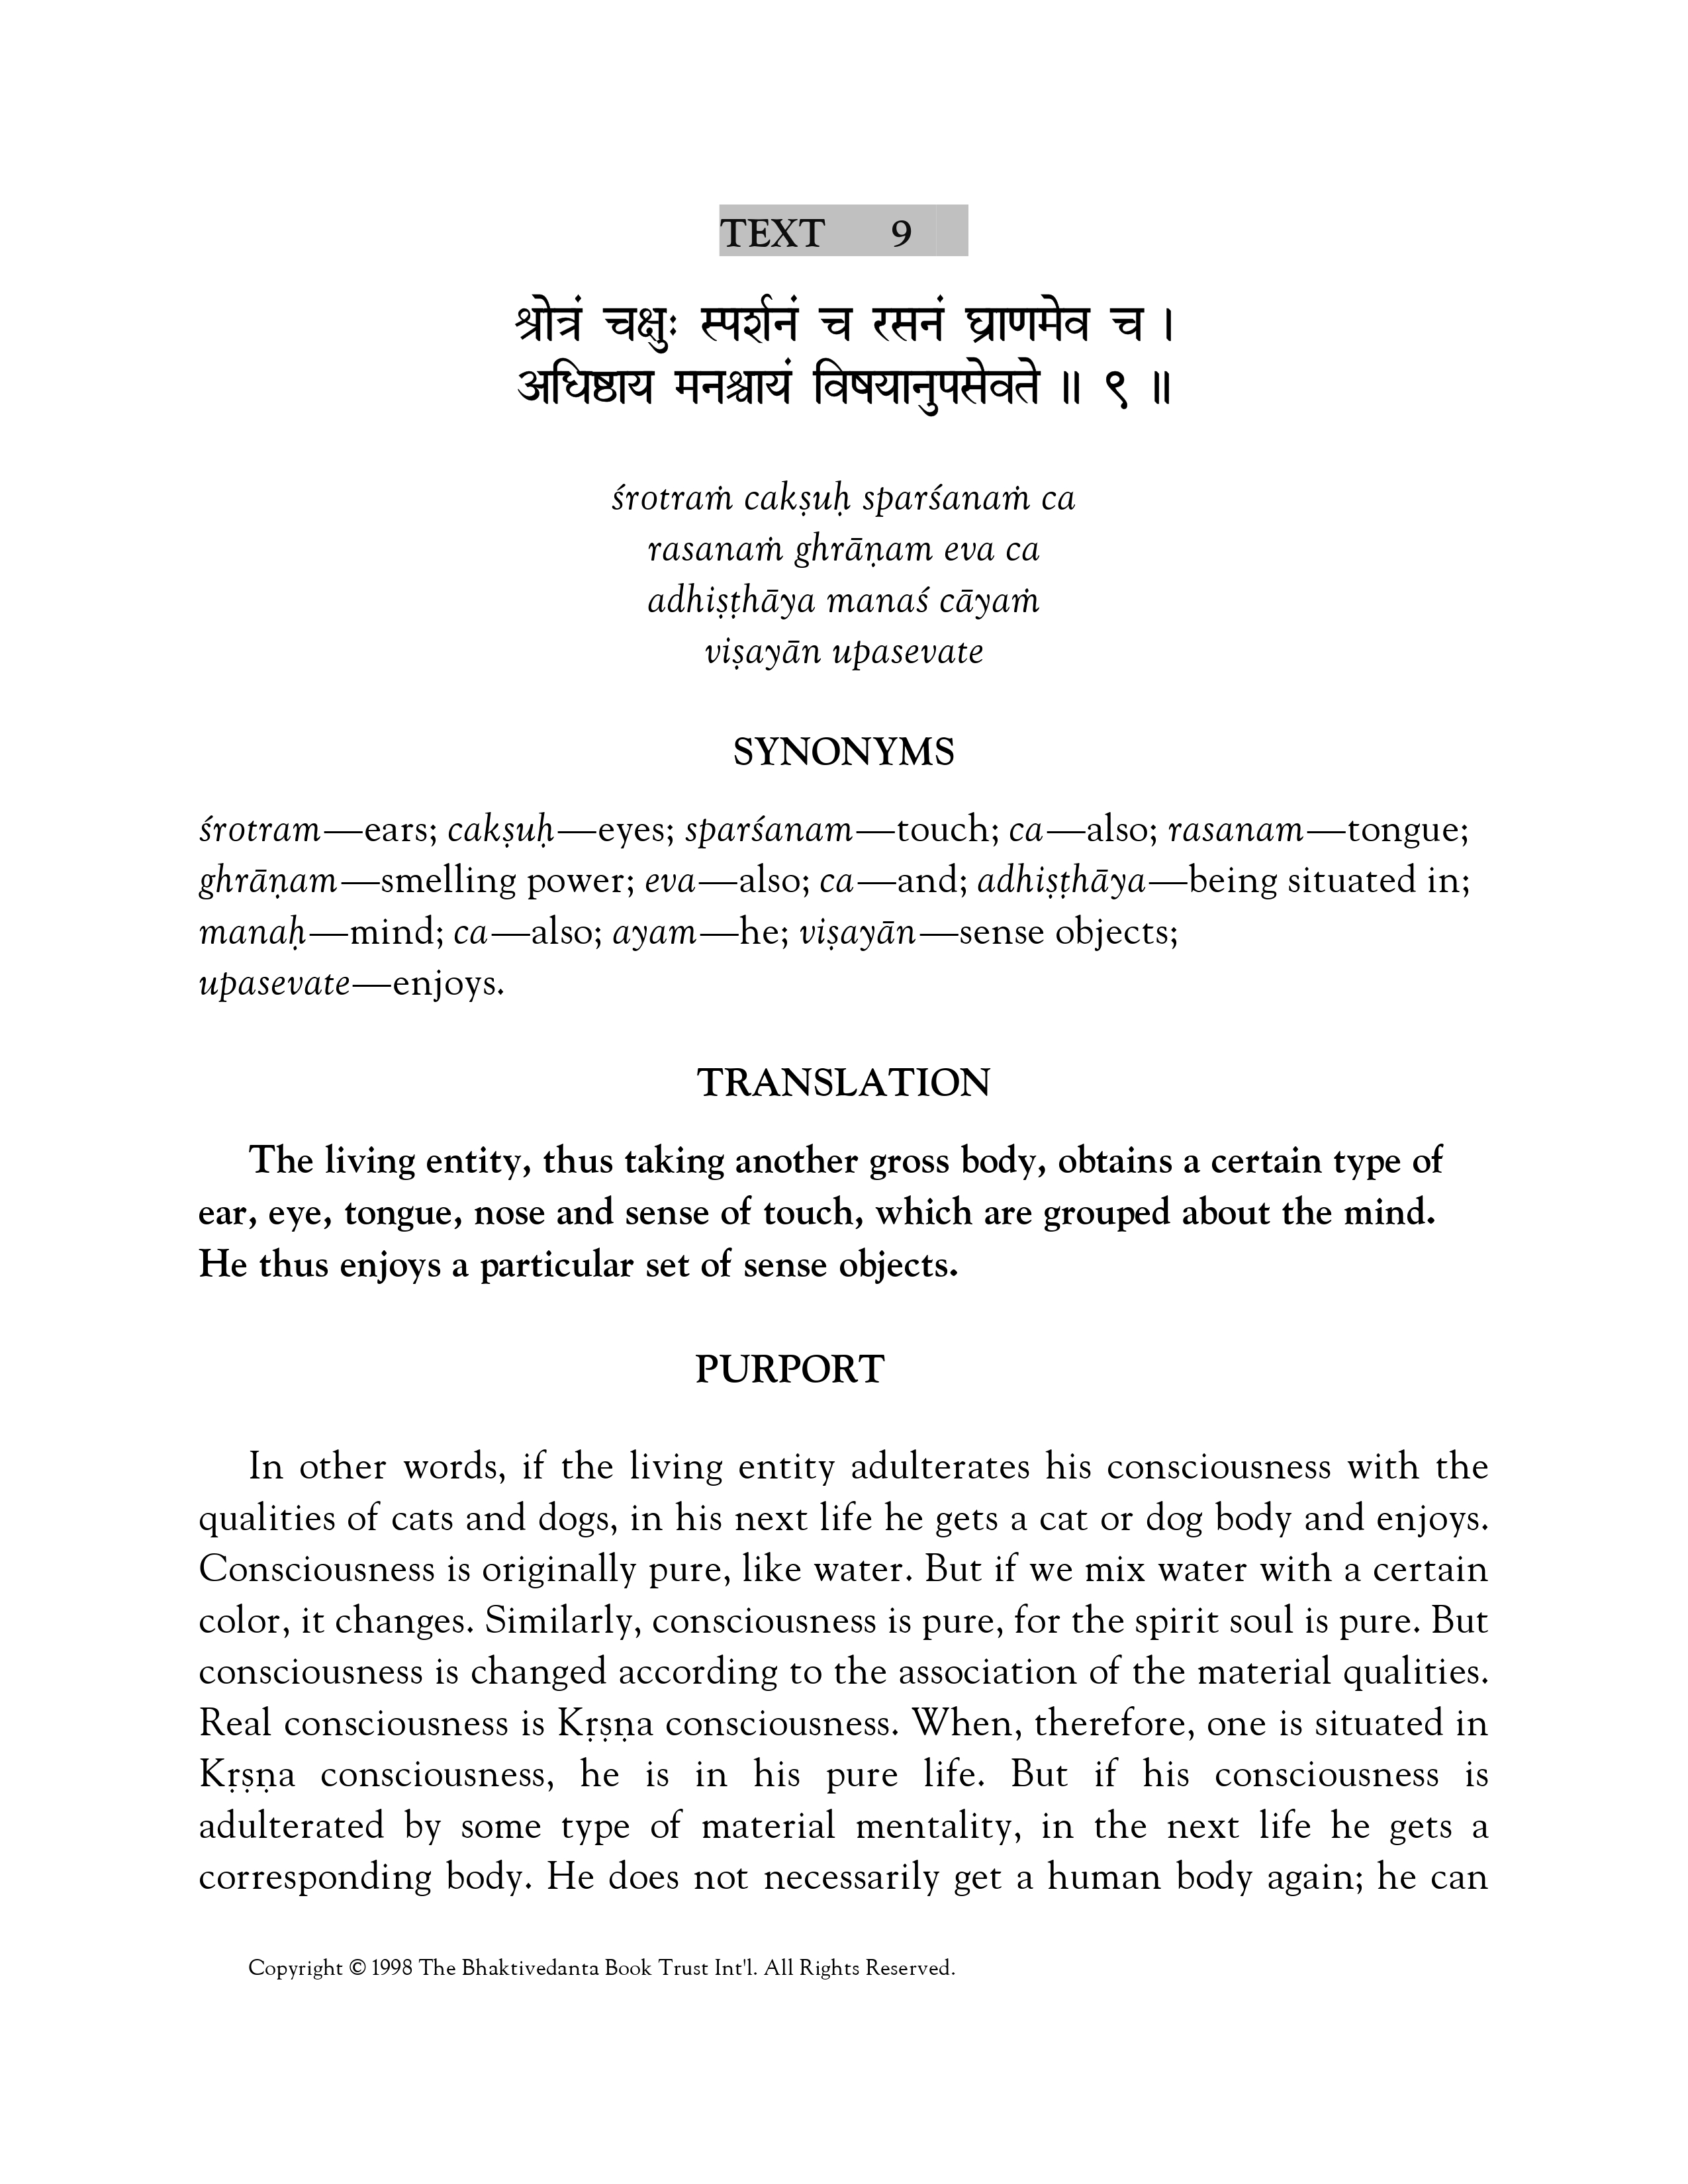 TEXT 9
श्रोत्रं चक्षुः स्पर्शनं च रसनं घ्राणमेव च ।
अधिष्ठाय मनश्चायं विषयानुपसेवते ॥ ९ ॥
śrotraṁ cakṣuḥ sparśanaṁ ca
rasanaṁ ghrāṇam eva ca
adhiṣṭhāya manaś cāyaṁ
viṣayān upasevate
SYNONYMS
śrotram—ears; cakṣuḥ—eyes; sparśanam—touch; ca—also; rasanam—tongue;
ghrāṇam—smelling power; eva—also; ca—and; adhiṣṭhāya—being situated in;
manaḥ—mind; ca—also; ayam—he; viṣayān—sense objects;
upasevate—enjoys.
TRANSLATION
The living entity, thus taking another gross body, obtains a certain type of
ear, eye, tongue, nose and sense of touch, which are grouped about the mind.
He thus enjoys a particular set of sense objects.
PURPORT
In other words, if the living entity adulterates his consciousness with the
qualities of cats and dogs, in his next life he gets a cat or dog body and enjoys.
Consciousness is originally pure, like water. But if we mix water with a certain
color, it changes. Similarly, consciousness is pure, for the spirit soul is pure. But
consciousness is changed according to the association of the material qualities.
Real consciousness is Kṛṣṇa consciousness. When, therefore, one is situated in
Kṛṣṇa consciousness, he is in his pure life. But if his consciousness is
adulterated by some type of material mentality, in the next life he gets a
corresponding body. He does not necessarily get a human body again; he can
Copyright © 1998 The Bhaktivedanta Book Trust Int'l. All Rights Reserved.